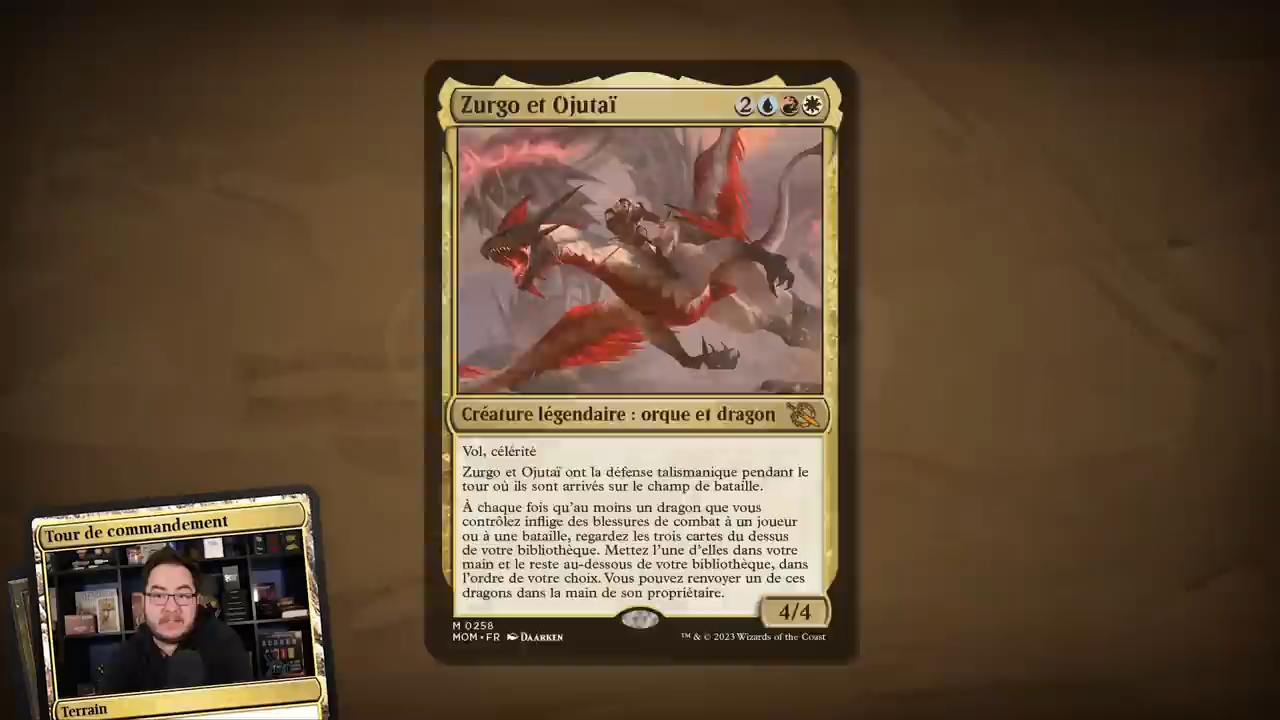 Zurgo et Ojutaï
2
Créature légendaire : orque et dragon
Vol, célérité
Zurgo et Ojutaï ont la défense talismanique pendant le
tour où ils sont arrivés sur le champ de bataille.
À chaque fois qu'au moins un dragon que vous
contrôlez inflige des blessures de combat à un joueur
ou à une bataille, regardez les trois cartes du dessus
de votre bibliothèque. Mettez l'une d'elles dans votre
main et le reste au-dessous de votre bibliothèque, dans
l'ordre de votre choix. Vous pouvez renvoyer un de ces
dragons dans la main de son propriétaire.
4/4
M 0258
MOM • FR DAARKEN
™ & © 2023 Wizards of the Coast
Tour de commandement
Terrain